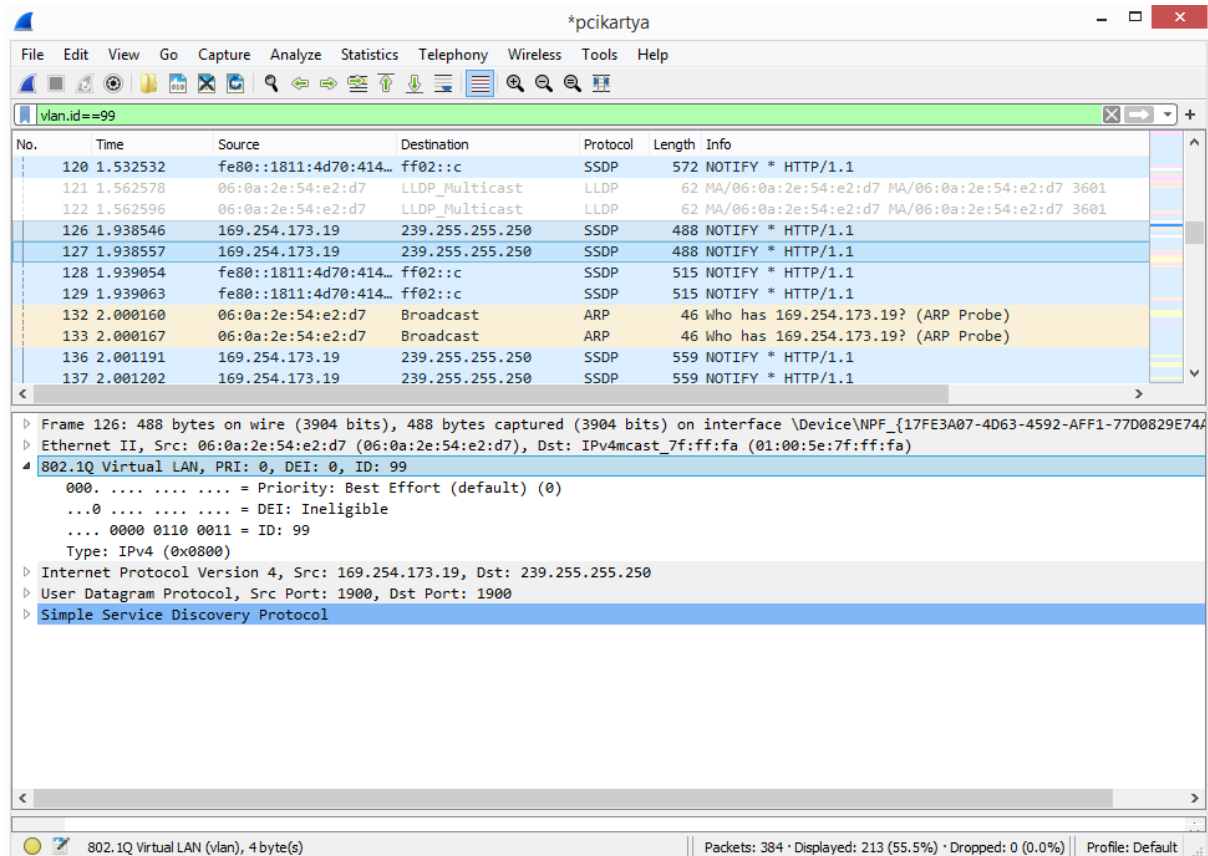 *pcikartya
File Edit View Go Capture Analyze Statistics Telephony Wireless Tools Help
vlan.id==99
No. Time Source Destination Protocol Length Info
120 1.532532 fe80::1811:4d70:414… ff02::c SSDP 572 NOTIFY * HTTP/1.1
121 1.562578 06:0a:2e:54:e2:d7 LLDP_Multicast LLDP 62 MA/06:0a:2e:54:e2:d7 MA/06:0a:2e:54:e2:d7 3601
122 1.562596 06:0a:2e:54:e2:d7 LLDP_Multicast LLDP 62 MA/06:0a:2e:54:e2:d7 MA/06:0a:2e:54:e2:d7 3601
126 1.938546 169.254.173.19 239.255.255.250 SSDP 488 NOTIFY * HTTP/1.1
127 1.938557 169.254.173.19 239.255.255.250 SSDP 488 NOTIFY * HTTP/1.1
128 1.939054 fe80::1811:4d70:414… ff02::c SSDP 515 NOTIFY * HTTP/1.1
129 1.939063 fe80::1811:4d70:414… ff02::c SSDP 515 NOTIFY * HTTP/1.1
132 2.000160 06:0a:2e:54:e2:d7 Broadcast ARP 46 Who has 169.254.173.19? (ARP Probe)
133 2.000167 06:0a:2e:54:e2:d7 Broadcast ARP 46 Who has 169.254.173.19? (ARP Probe)
136 2.001191 169.254.173.19 239.255.255.250 SSDP 559 NOTIFY * HTTP/1.1
137 2.001202 169.254.173.19 239.255.255.250 SSDP 559 NOTIFY * HTTP/1.1
Frame 126: 488 bytes on wire (3904 bits), 488 bytes captured (3904 bits) on interface \Device\NPF_{17FE3A07-4D63-4592-AFF1-77D0829E74A
Ethernet II, Src: 06:0a:2e:54:e2:d7 (06:0a:2e:54:e2:d7), Dst: IPv4mcast_7f:ff:fa (01:00:5e:7f:ff:fa)
802.1Q Virtual LAN, PRI: 0, DEI: 0, ID: 99
000. .... .... .... = Priority: Best Effort (default) (0)
...0 .... .... .... = DEI: Ineligible
.... 0000 0110 0011 = ID: 99
Type: IPv4 (0x0800)
Internet Protocol Version 4, Src: 169.254.173.19, Dst: 239.255.255.250
User Datagram Protocol, Src Port: 1900, Dst Port: 1900
Simple Service Discovery Protocol
802.1Q Virtual LAN (vlan), 4 byte(s) Packets: 384 · Displayed: 213 (55.5%) · Dropped: 0 (0.0%) Profile: Default